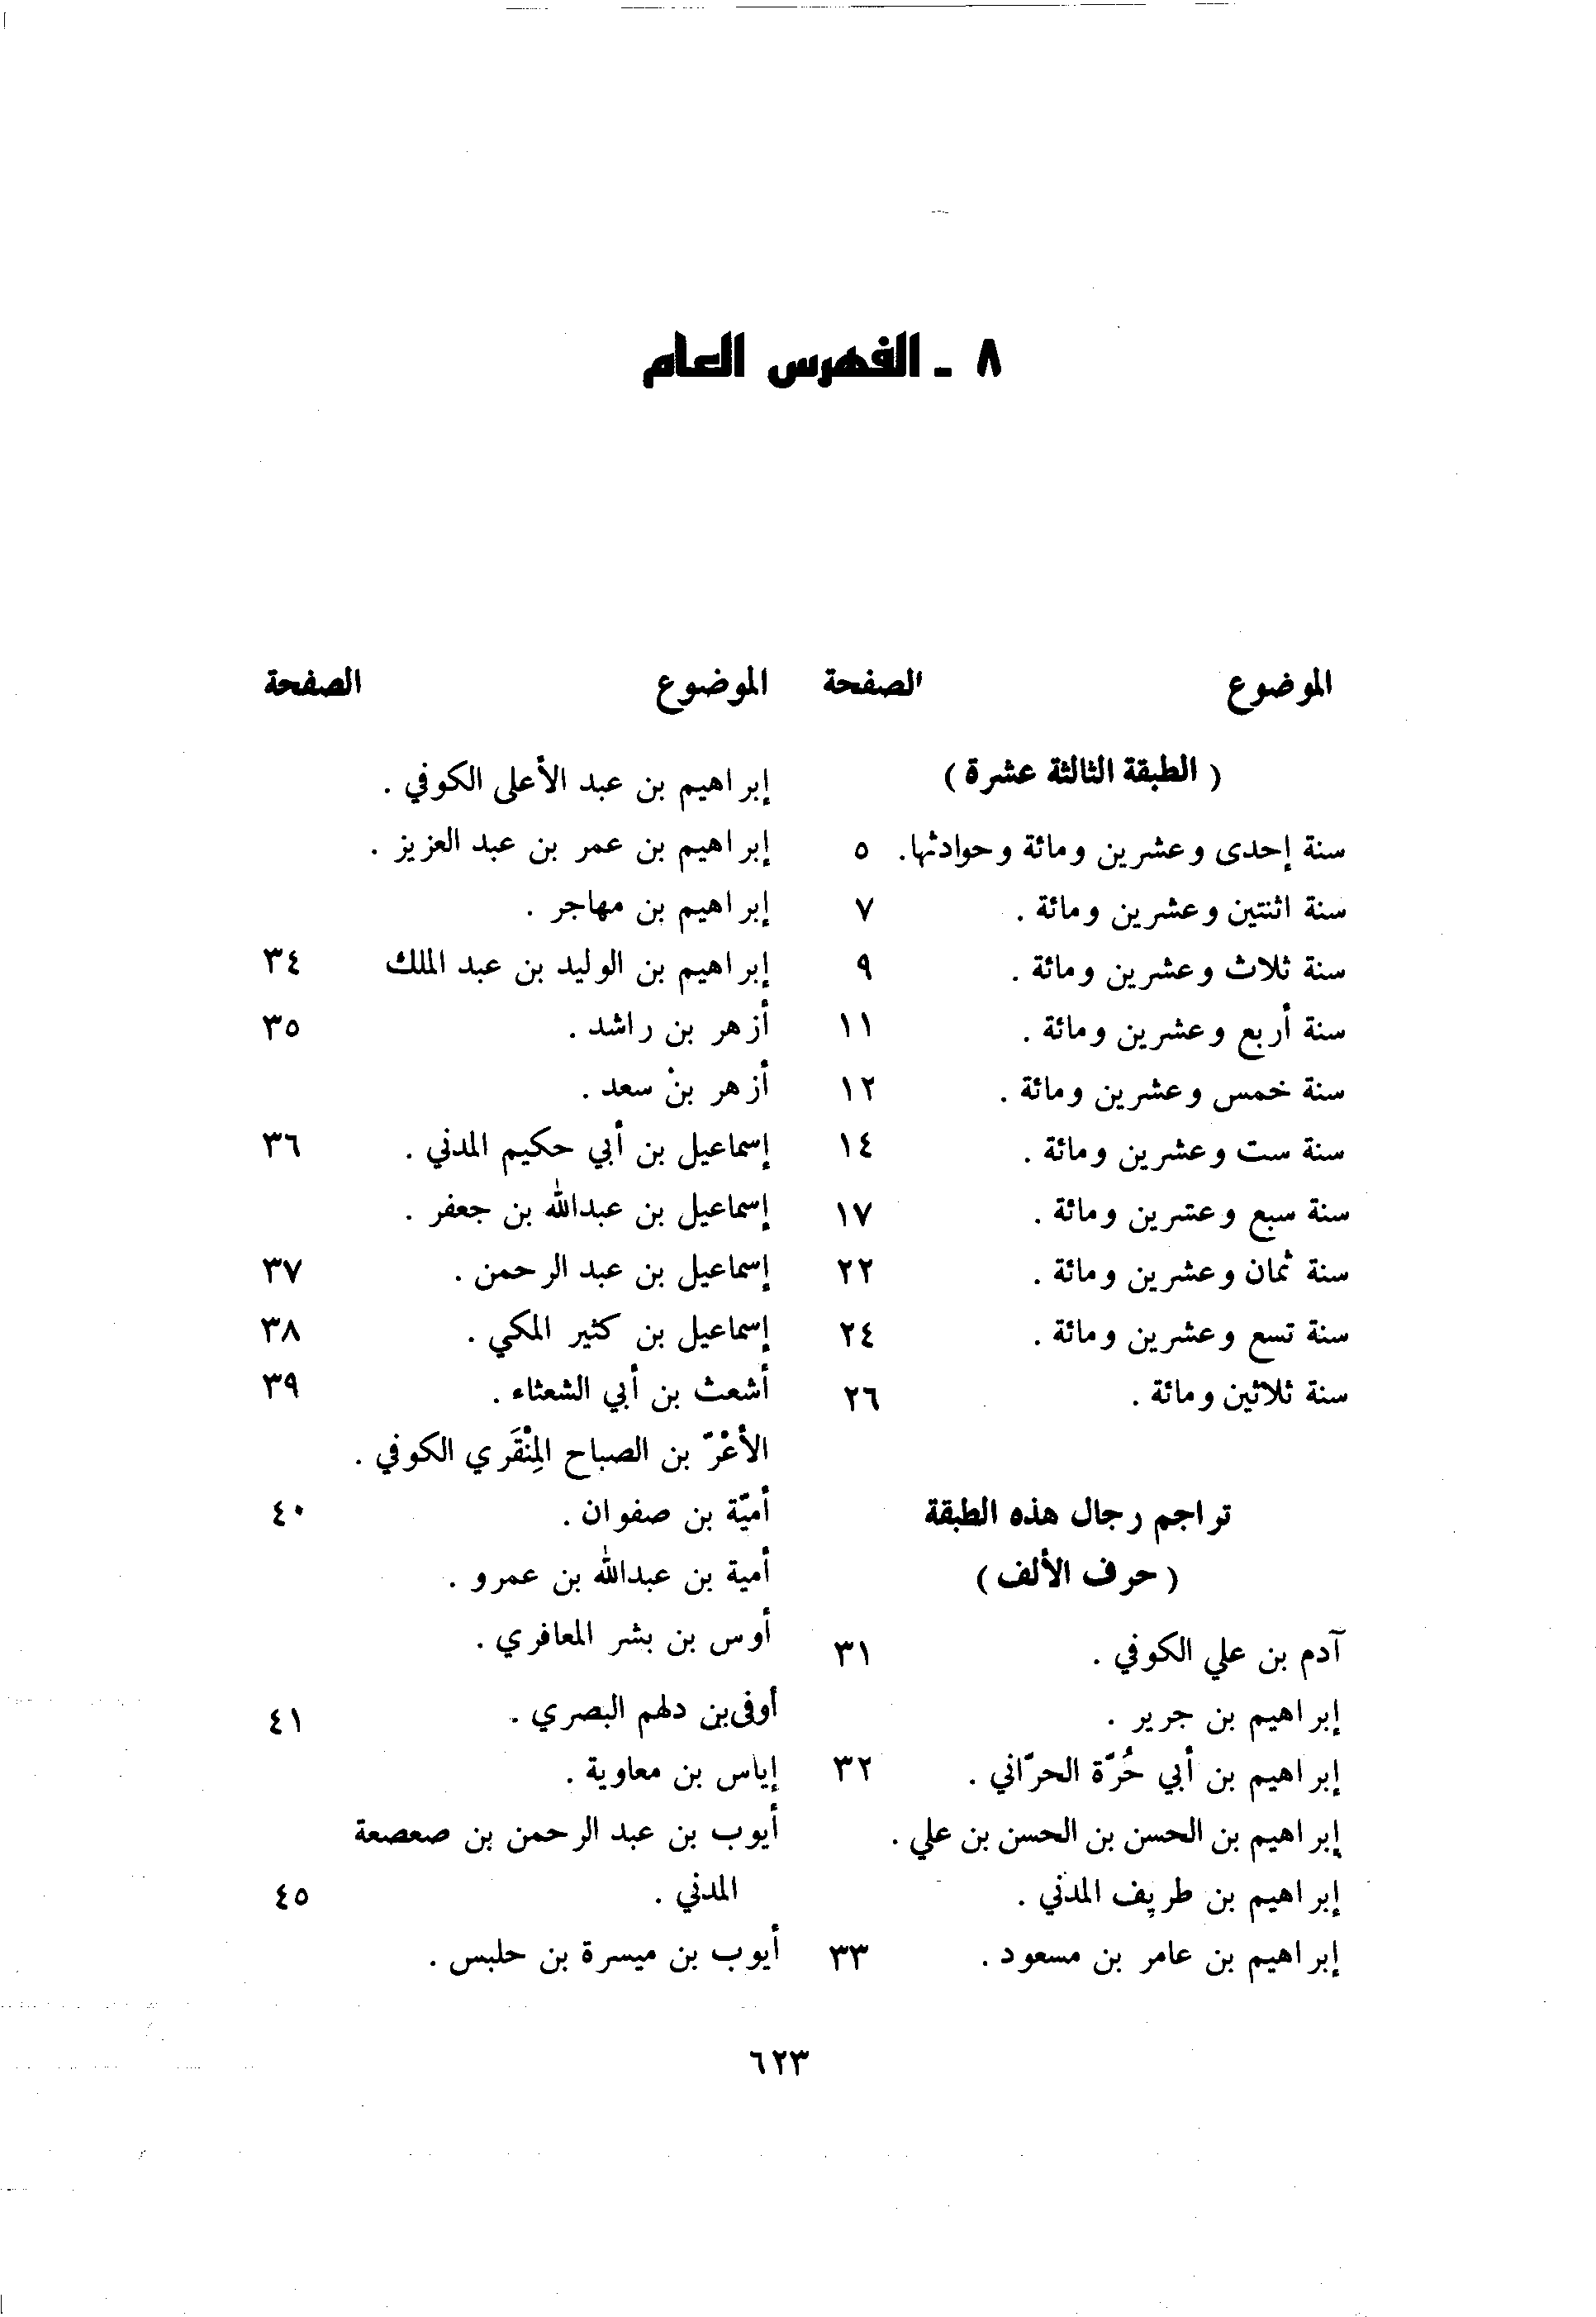 ٨ ـ الفهرس العام
الموضوع الصفحة
( الطبقة الثالثة عشرة )
سنة إحدى وعشرين ومائة وحوادثها. ٥
سنة اثنتين وعشرين ومائة . ٧
سنة ثلاث وعشرين ومائة . ٩
سنة أربع وعشرين ومائة . ١١
سنة خمس وعشرين ومائة . ١٢
سنة ست وعشرين ومائة . ١٤
سنة سبع وعشرين ومائة . ١٧
سنة ثمان وعشرين ومائة . ٢٢
سنة تسع وعشرين ومائة . ٢٤
سنة ثلاثين ومائة . ٢٦
تراجم رجال هذه الطبقة
( حرف الألف )
آدم بن علي الكوفي . ٣١
إبراهيم بن جرير .
إبراهيم بن أبي حُرّة الحرّاني . ٣٢
إبراهيم بن الحسن بن الحسن بن علي .
إبراهيم بن طريف المدني .
إبراهيم بن عامر بن مسعود . ٣٣
الموضوع الصفحة
إبراهيم بن عبد الأعلى الكوفي .
إبراهيم بن عمر بن عبد العزيز .
إبراهيم بن مهاجر .
إبراهيم بن الوليد بن عبد الملك ٣٤
أزهر بن راشد . ٣٥
أزهر بن سعد .
إسماعيل بن أبي حكيم المدني . ٣٦
إسماعيل بن عبدالله بن جعفر .
إسماعيل بن عبد الرحمن . ٣٧
إسماعيل بن كثير المكي . ٣٨
أشعث بن أبي الشعثاء . ٣٩
الأغرّ بن الصباح المِنْقَري الكوفي .
أميّة بن صفوان . ٤٠
أمية بن عبدالله بن عمرو .
أوس بن بشر المعافري .
أوفى بن دلهم البصري . ٤١
إياس بن معاوية .
أيوب بن عبد الرحمن بن صعصعة
المدني . ٤٥
أيوب بن ميسرة بن حلبس .
٦٢٣